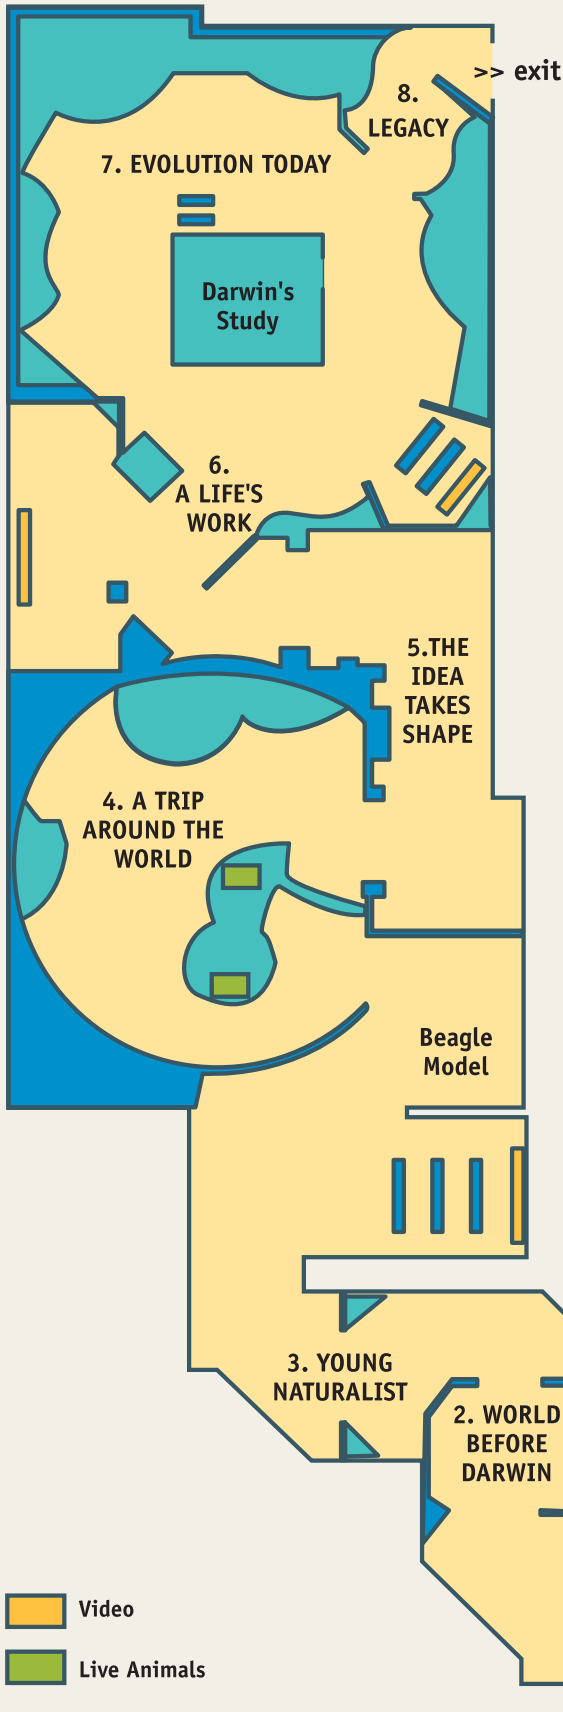 >> exit
8.
LEGACY
7. EVOLUTION TODAY
Darwin's
Study
6.
A LIFE'S
WORK
5.THE
IDEA
TAKES
SHAPE
4. A TRIP
AROUND THE
WORLD
Beagle
Model
3. YOUNG
NATURALIST
2. WORLD
BEFORE
DARWIN
Video
Live Animals